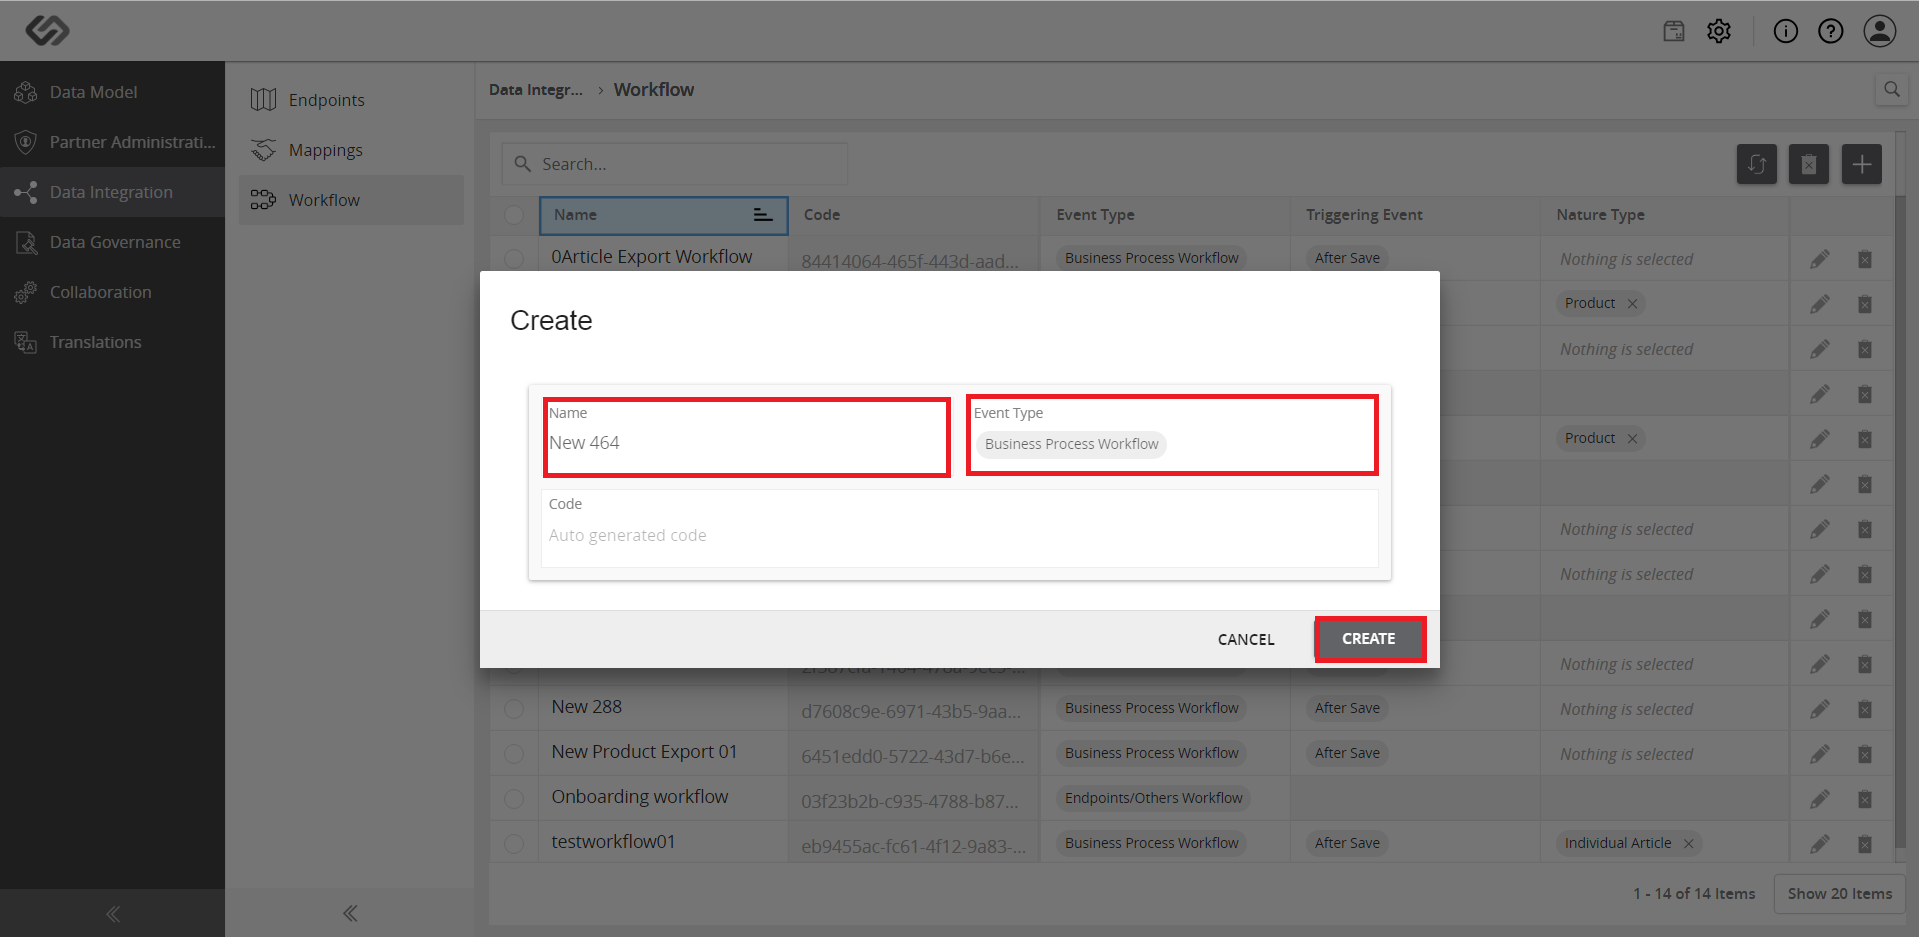 Data Model
Partner Administrati...
Data Integration
Data Governance
Collaboration
Translations
Endpoints
Mappings
Workflow
Data Integr... › Workflow
Search...
Name Code Event Type Triggering Event Nature Type
0Article Export Workflow 84414064-465f-443d-aad... Business Process Workflow After Save Nothing is selected
Product ×
Nothing is selected
Product ×
Nothing is selected
Nothing is selected
Nothing is selected
Create
Name
New 464
Event Type
Business Process Workflow
Code
Auto generated code
CANCEL CREATE
New 288 d7608c9e-6971-43b5-9aa... Business Process Workflow After Save Nothing is selected
New Product Export 01 6451edd0-5722-43d7-b6e... Business Process Workflow After Save Nothing is selected
Onboarding workflow 03f23b2b-c935-4788-b87... Endpoints/Others Workflow
testworkflow01 eb9455ac-fc61-4f12-9a83-... Business Process Workflow After Save Individual Article ×
1 - 14 of 14 Items Show 20 Items